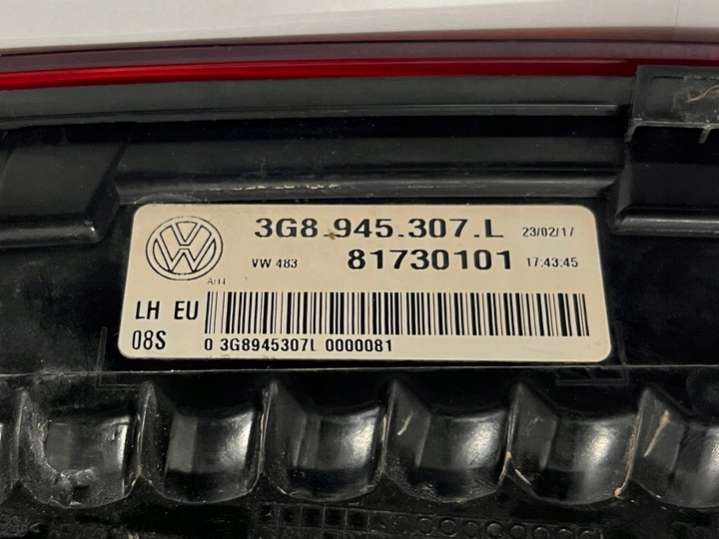 3G8.945.307.L 23/02/17
VW 483 81730101 17:43:45
LH EU
08S 0 3G8945307L 0000081